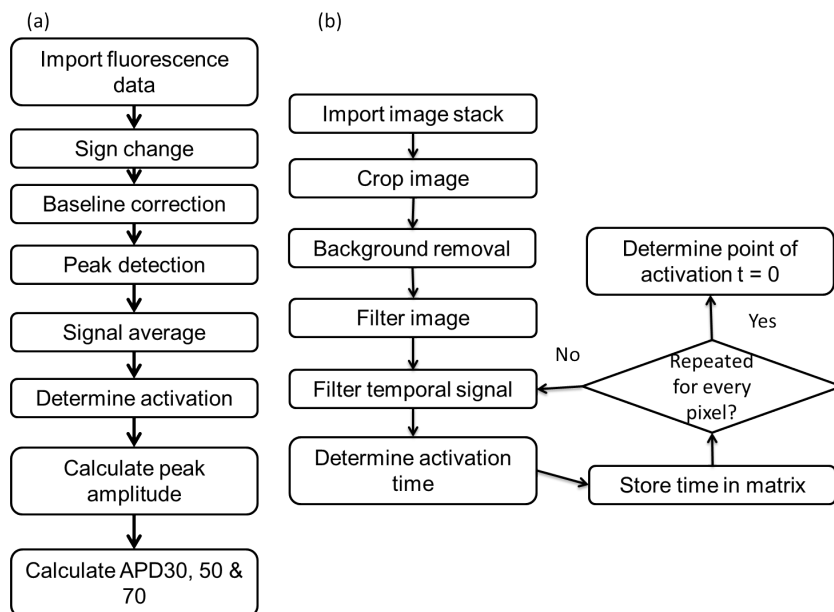 (a)
Import fluorescence
data
Sign change
Baseline correction
Peak detection
Signal average
Determine activation
Calculate peak
amplitude
Calculate APD30, 50 &
70
(b)
Import image stack
Crop image
Background removal
Filter image
Filter temporal signal
Determine activation
time
Store time in matrix
Repeated
for every
pixel?
No
Yes
Determine point of
activation t = 0